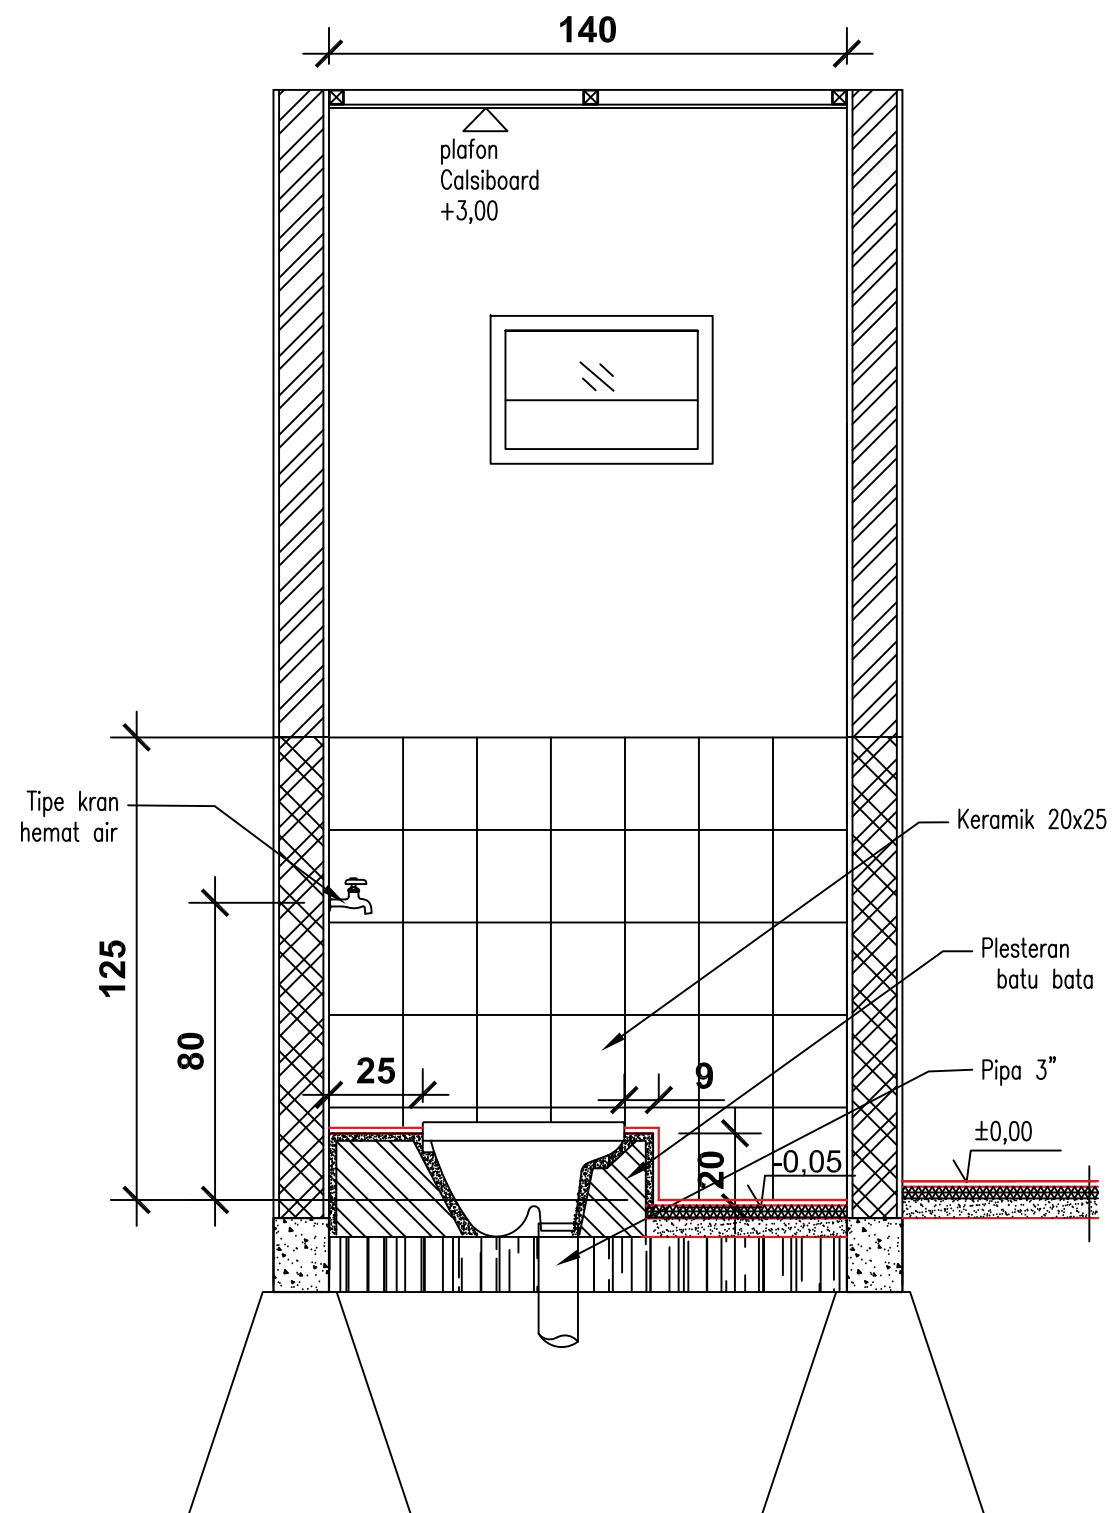 140
plafon
Calsiboard
+3,00
Tipe kran
hemat air
Keramik 20x25
125
Plesteran
batu bata
80
25
9
Pipa 3”
±0,00
20
-0,05